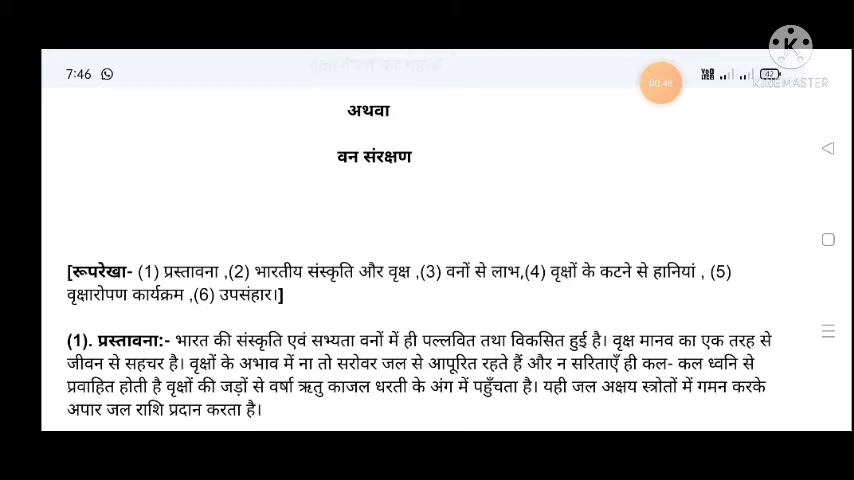 7:46
00:48
42
KINEMASTER
अथवा
वन संरक्षण
[रूपरेखा- (1) प्रस्तावना ,(2) भारतीय संस्कृति और वृक्ष ,(3) वनों से लाभ,(4) वृक्षों के कटने से हानियां , (5)
वृक्षारोपण कार्यक्रम ,(6) उपसंहार।]
(1). प्रस्तावना:- भारत की संस्कृति एवं सभ्यता वनों में ही पल्लवित तथा विकसित हुई है। वृक्ष मानव का एक तरह से
जीवन से सहचर है। वृक्षों के अभाव में ना तो सरोवर जल से आपूरित रहते हैं और न सरिताएँ ही कल- कल ध्वनि से
प्रवाहित होती है वृक्षों की जड़ों से वर्षा ऋतु काजल धरती के अंग में पहुँचता है। यही जल अक्षय स्त्रोतों में गमन करके
अपार जल राशि प्रदान करता है।